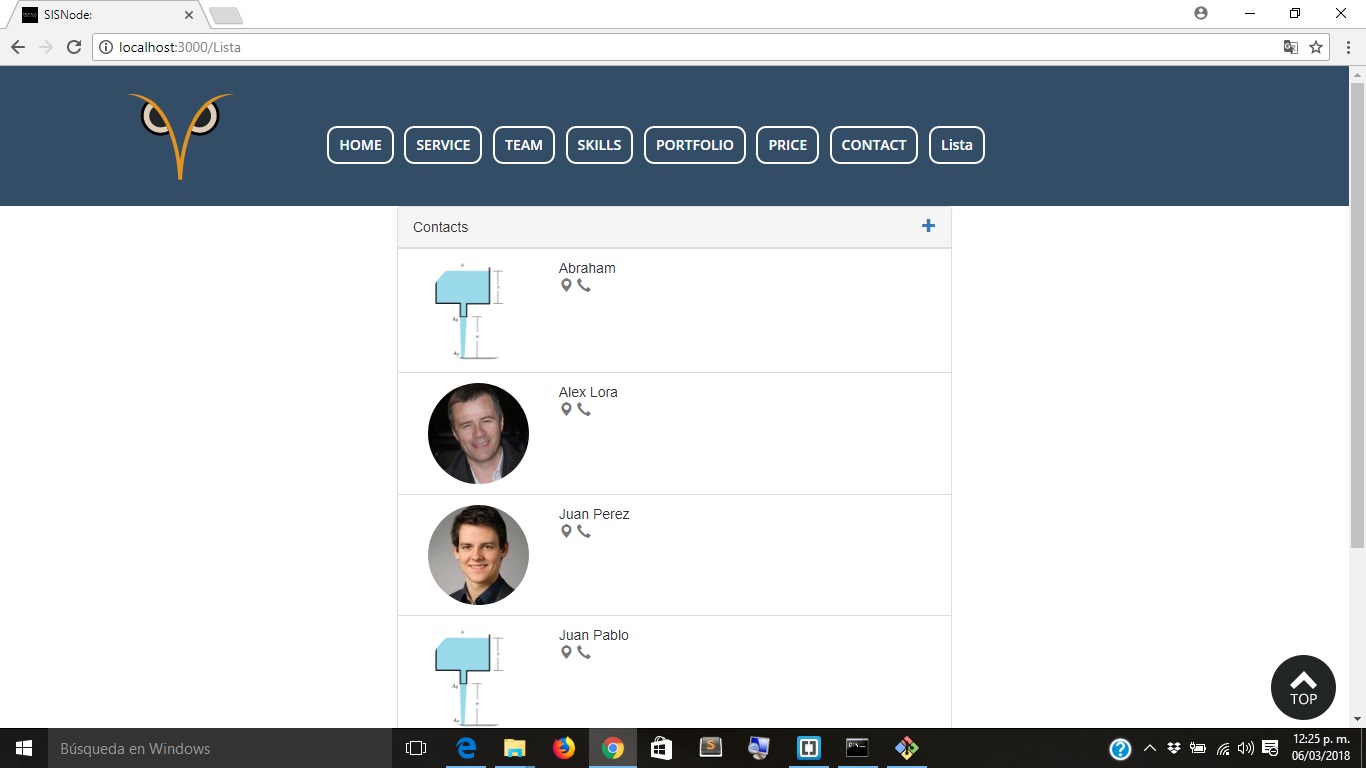 SISNode:
localhost:3000/Lista
HOME SERVICE TEAM SKILLS PORTFOLIO PRICE CONTACT Lista
Contacts
Abraham
Alex Lora
Juan Perez
Juan Pablo
TOP
Búsqueda en Windows
12:25 p. m.
06/03/2018